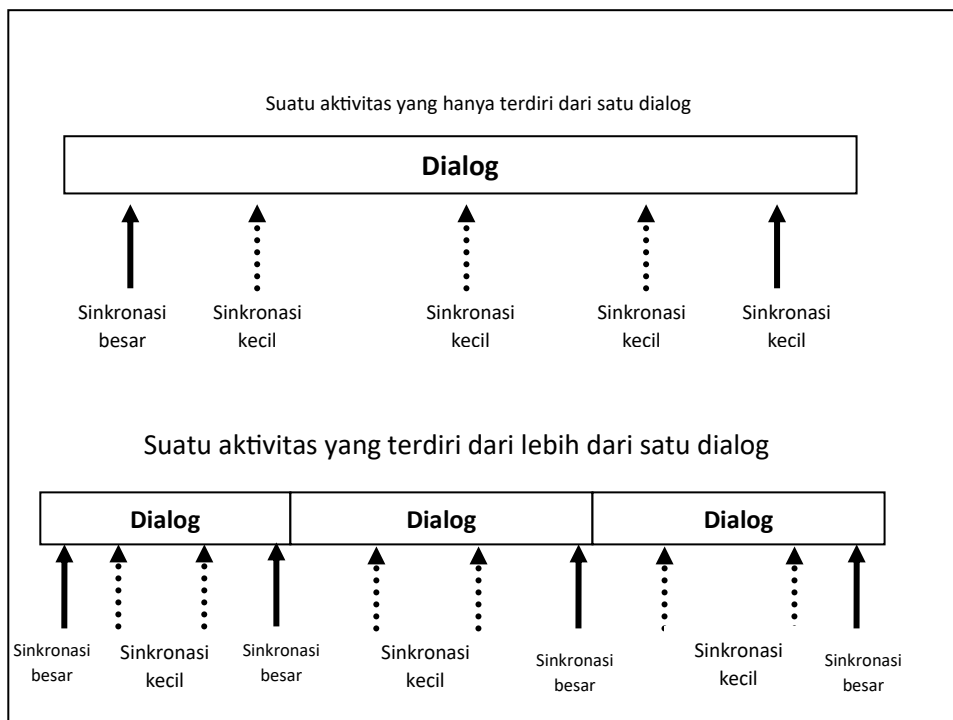 Suatu aktivitas yang hanya terdiri dari satu dialog
Dialog
Sinkronasi besar
Sinkronasi kecil
Sinkronasi kecil
Sinkronasi kecil
Sinkronasi kecil
Suatu aktivitas yang terdiri dari lebih dari satu dialog
Dialog
Dialog
Dialog
Sinkronasi besar
Sinkronasi kecil
Sinkronasi besar
Sinkronasi kecil
Sinkronasi besar
Sinkronasi kecil
Sinkronasi besar